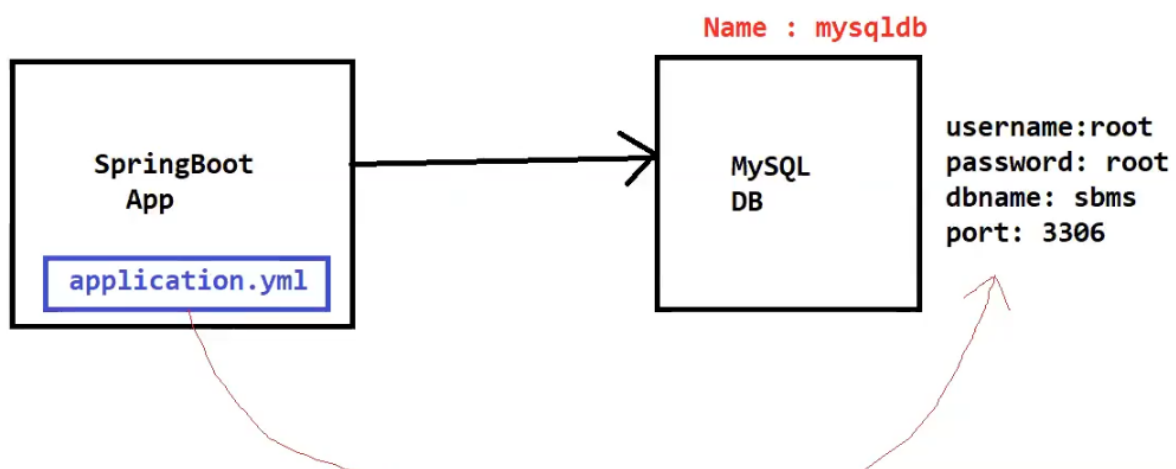 Name : mysqldb
SpringBoot
App
application.yml
MySQL
DB
username:root
password: root
dbname: sbms
port: 3306